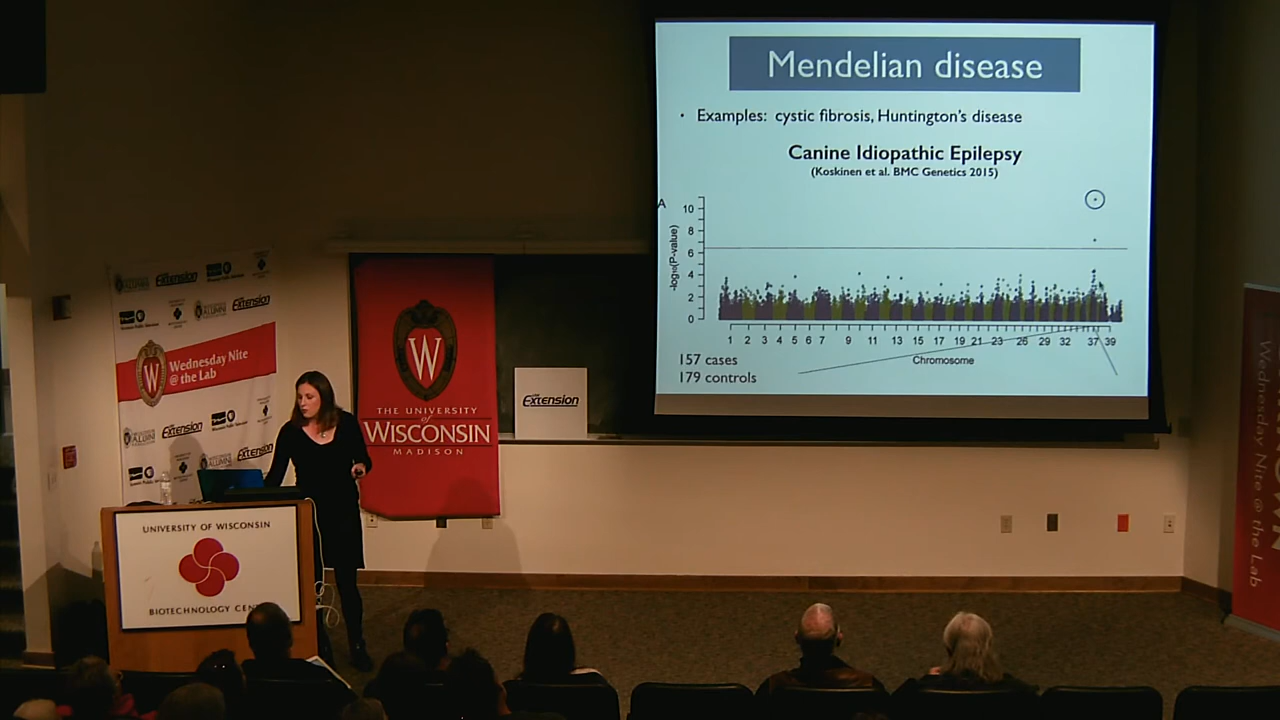 Mendelian disease
• Examples: cystic fibrosis, Huntington's disease
Canine Idiopathic Epilepsy
(Koskinen et al. BMC Genetics 2015)
A
-log10(P-value)
10
8
6
4
2
0
1 2 3 4 5 6 7 9 11 13 15 17 19 21 23 26 29 32 37 39
Chromosome
157 cases
179 controls
Extension
Extension
Wednesday Nite
@ the Lab
Extension
Extension
W
W
THE UNIVERSITY
of
WISCONSIN
MADISON
Extension
UNIVERSITY OF WISCONSIN
BIOTECHNOLOGY CEN
Wednesday Nite @ the Lab